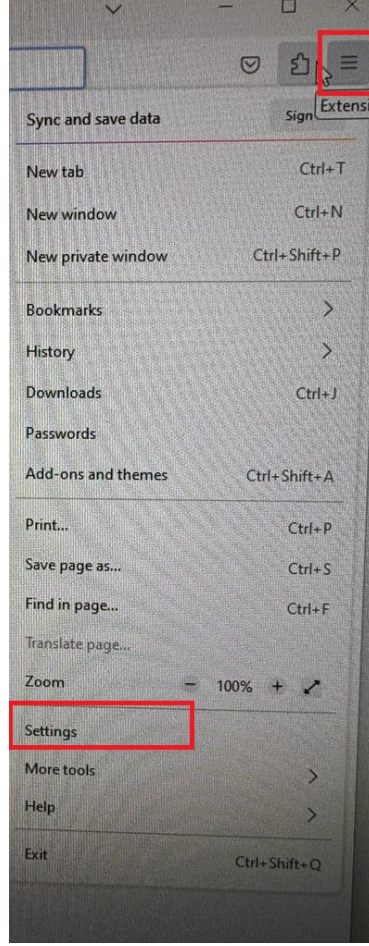 Extensi
Sync and save data Sign
New tab Ctrl+T
New window Ctrl+N
New private window Ctrl+Shift+P
Bookmarks
History
Downloads Ctrl+J
Passwords
Add-ons and themes Ctrl+Shift+A
Print... Ctrl+P
Save page as... Ctrl+S
Find in page... Ctrl+F
Translate page...
Zoom − 100% +
Settings
More tools
Help
Exit Ctrl+Shift+Q